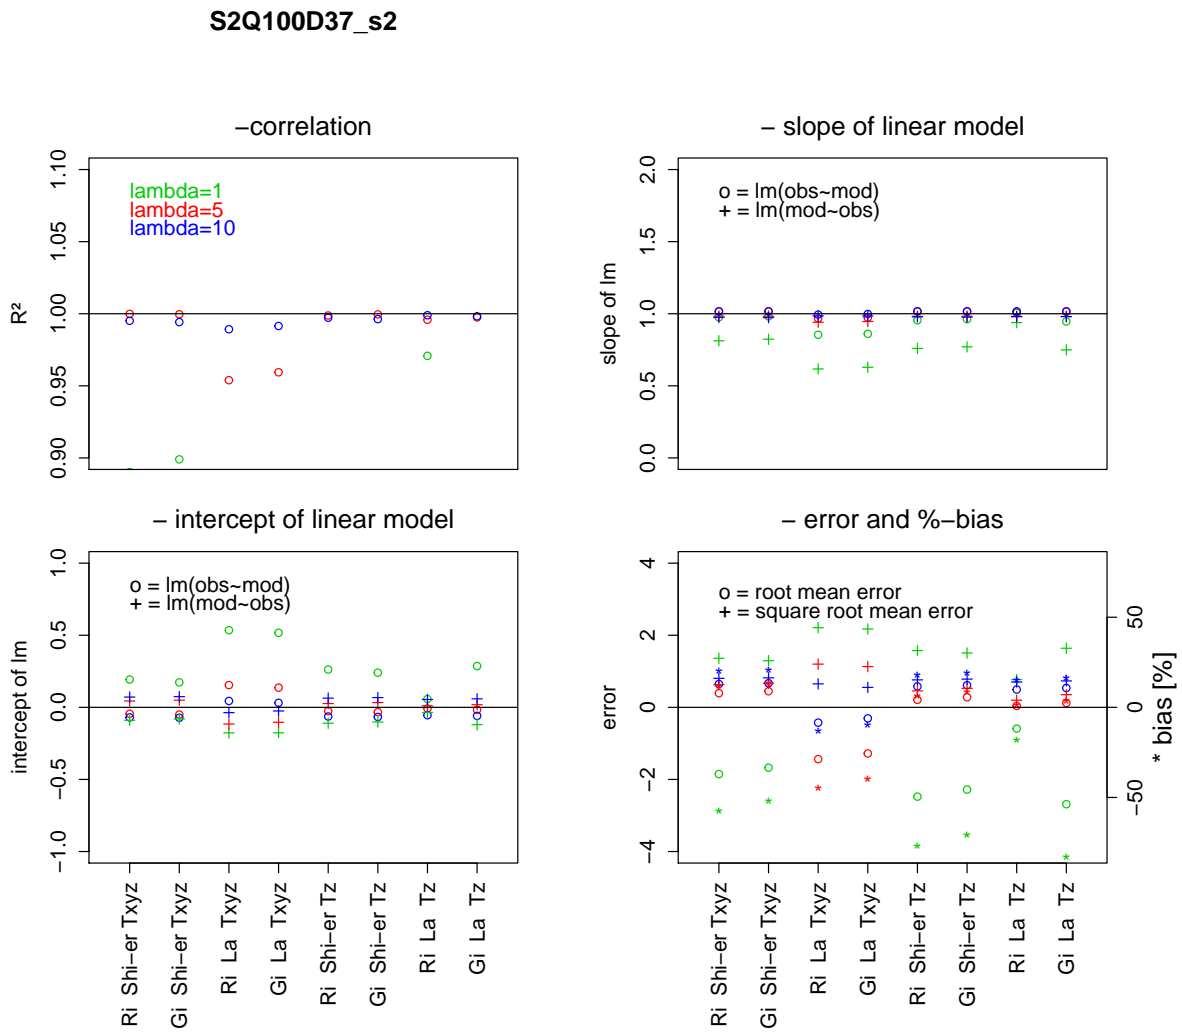 S2Q100D37_s2
−correlation
R²
1.10
1.05
1.00
0.95
0.90
lambda=1
lambda=5
lambda=10
− slope of linear model
slope of lm
2.0
1.5
1.0
0.5
0.0
o = lm(obs~mod)
+ = lm(mod~obs)
− intercept of linear model
intercept of lm
1.0
0.5
0.0
−0.5
−1.0
o = lm(obs~mod)
+ = lm(mod~obs)
Ri Shi−er Txyz
Gi Shi−er Txyz
Ri La Txyz
Gi La Txyz
Ri Shi−er Tz
Gi Shi−er Tz
Ri La Tz
Gi La Tz
− error and %−bias
error
4
2
0
−2
−4
o = root mean error
+ = square root mean error
50
0
−50
* bias [%]
Ri Shi−er Txyz
Gi Shi−er Txyz
Ri La Txyz
Gi La Txyz
Ri Shi−er Tz
Gi Shi−er Tz
Ri La Tz
Gi La Tz